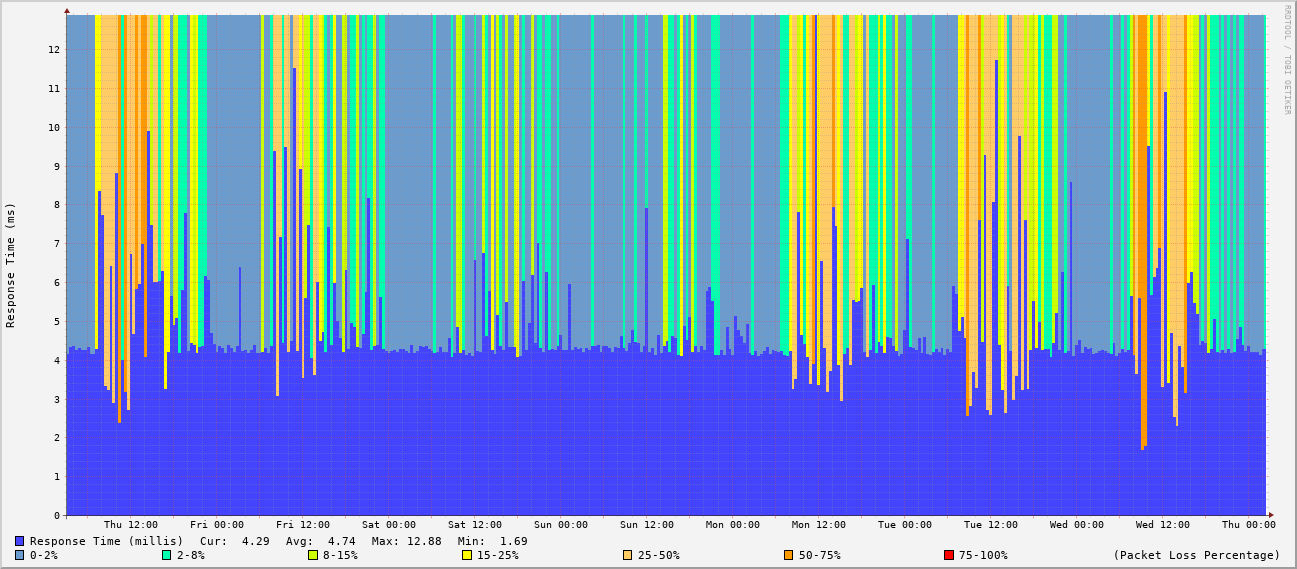 RRDTOOL / TOBI OETIKER
Response Time (ms)
12
11
10
9
8
7
6
5
4
3
2
1
0
Thu 12:00 Fri 00:00 Fri 12:00 Sat 00:00 Sat 12:00 Sun 00:00 Sun 12:00 Mon 00:00 Mon 12:00 Tue 00:00 Tue 12:00 Wed 00:00 Wed 12:00 Thu 00:00
Response Time (millis) Cur: 4.29 Avg: 4.74 Max: 12.88 Min: 1.69
0-2% 2-8% 8-15% 15-25% 25-50% 50-75% 75-100% (Packet Loss Percentage)